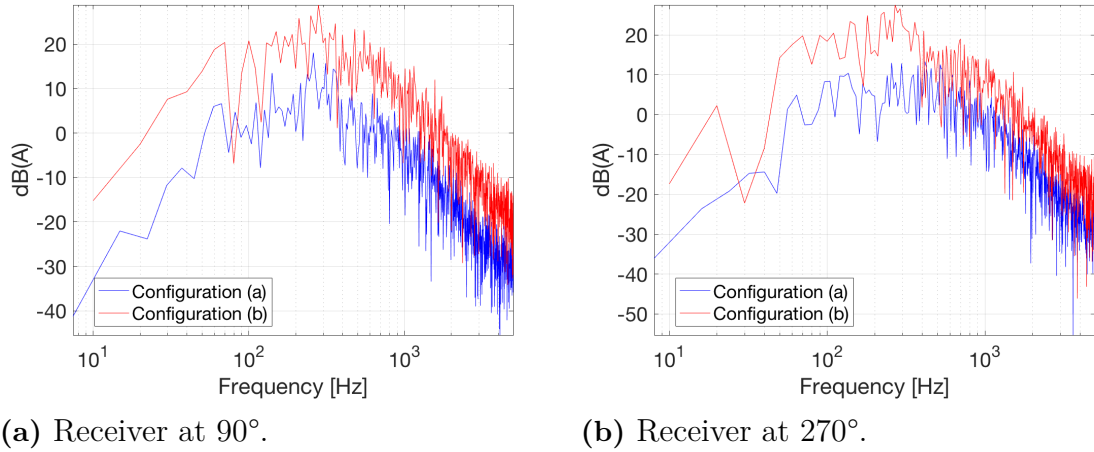 20
10
0
-10
-20
-30
-40
dB(A)
Configuration (a)
Configuration (b)
10^1
10^2
10^3
Frequency [Hz]
(a) Receiver at 90°.
20
10
0
-10
-20
-30
-40
-50
dB(A)
Configuration (a)
Configuration (b)
10^1
10^2
10^3
Frequency [Hz]
(b) Receiver at 270°.